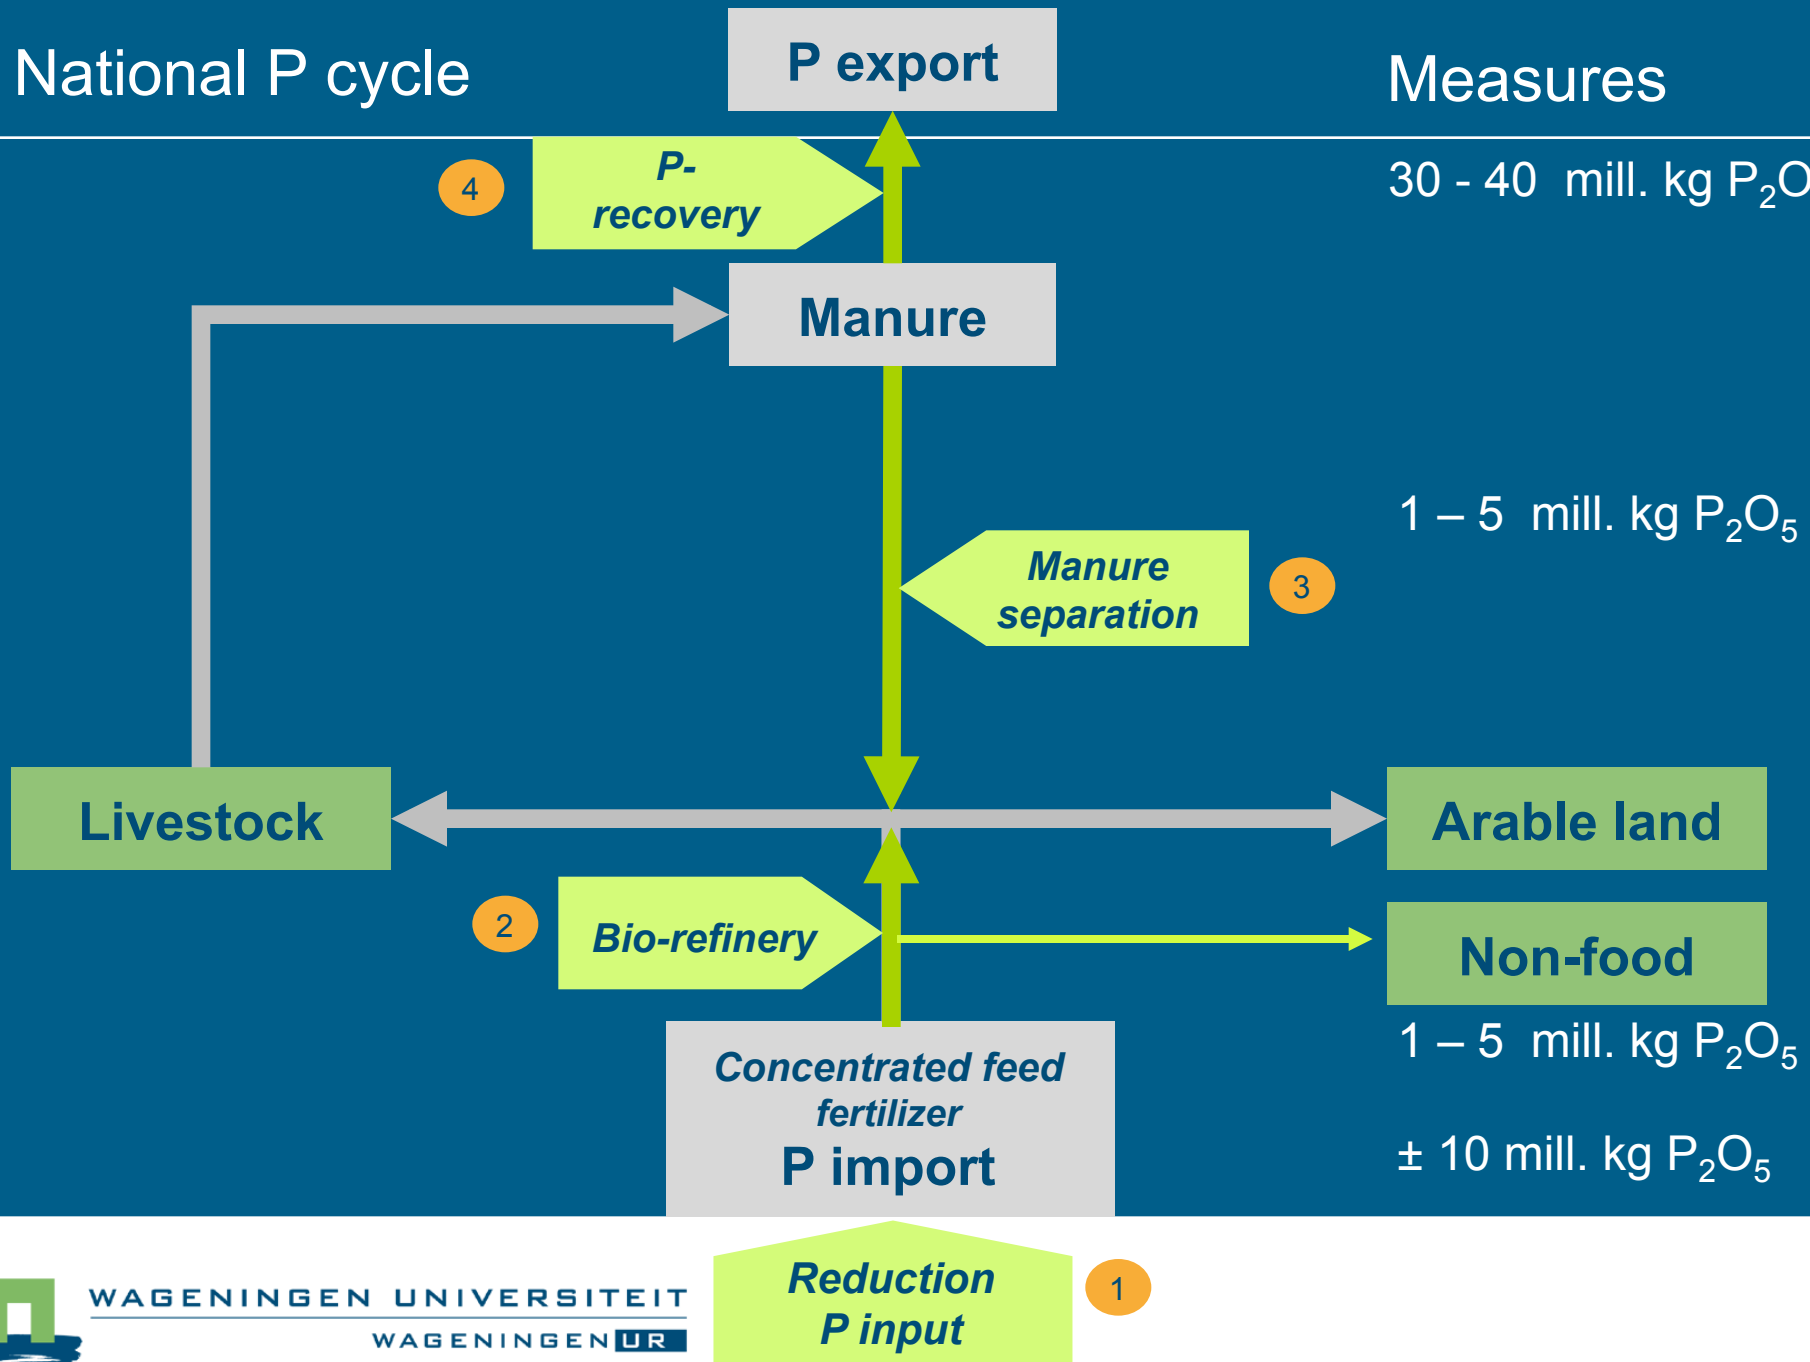 National P cycle
P export
Measures
4
P-
recovery
30 - 40 mill. kg P₂O
Manure
1 – 5 mill. kg P₂O₅
Manure
separation
3
Livestock
Arable land
2
Bio-refinery
Non-food
Concentrated feed
fertilizer
P import
1 – 5 mill. kg P₂O₅
± 10 mill. kg P₂O₅
Reduction
P input
1
WAGENINGEN UNIVERSITEIT
WAGENINGEN UR